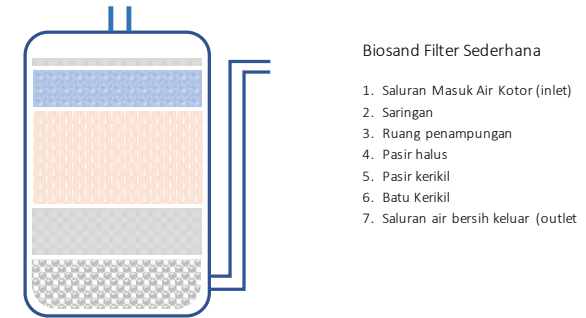 Biosand Filter Sederhana
1. Saluran Masuk Air Kotor (inlet)
2. Saringan
3. Ruang penampungan
4. Pasir halus
5. Pasir kerikil
6. Batu Kerikil
7. Saluran air bersih keluar (outlet